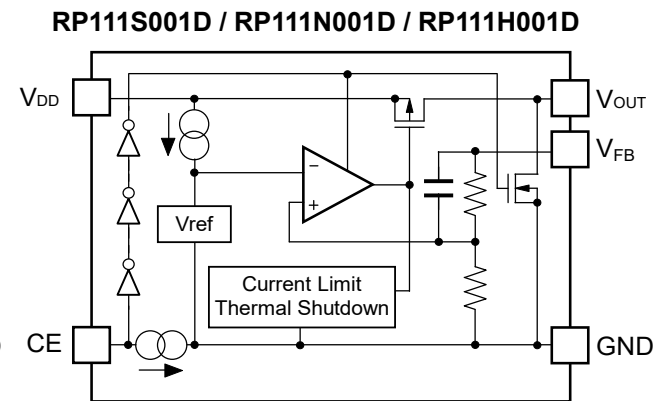 RP111S001D / RP111N001D / RP111H001D
VDD
VOUT
VFB
−
+
Vref
Current Limit
Thermal Shutdown
CE
GND